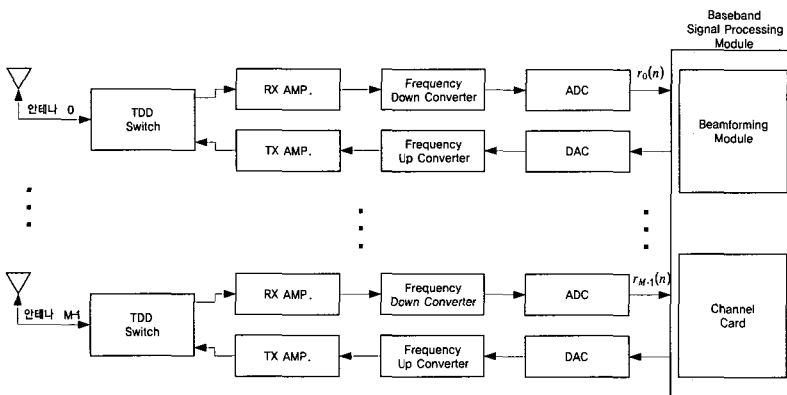 Baseband
Signal Processing
Module
안테나 0
TDD
Switch
RX AMP.
Frequency
Down Converter
ADC
r₀(n)
TX AMP.
Frequency
Up Converter
DAC
Beamforming
Module
안테나 M-1
TDD
Switch
RX AMP.
Frequency
Down Converter
ADC
r_{M-1}(n)
TX AMP.
Frequency
Up Converter
DAC
Channel
Card